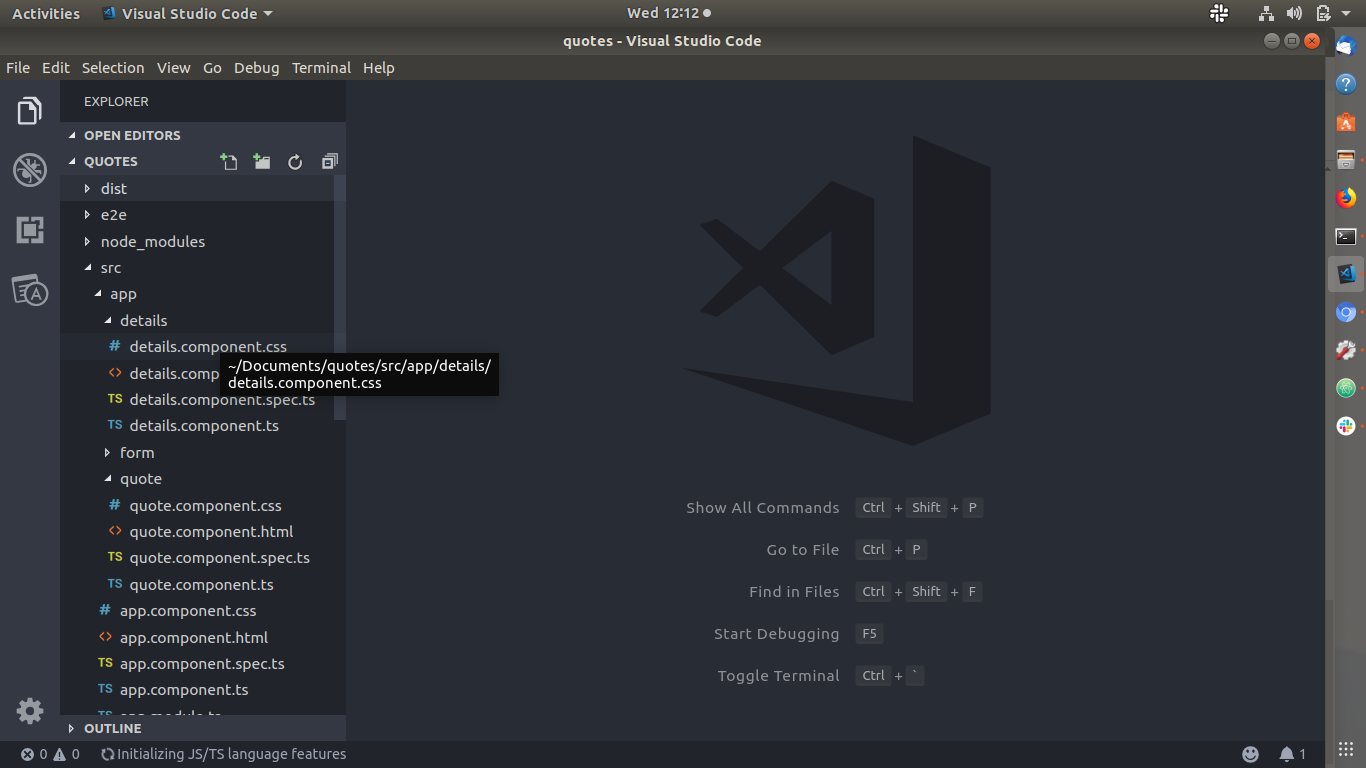 Activities Visual Studio Code Wed 12:12
quotes - Visual Studio Code
File Edit Selection View Go Debug Terminal Help
EXPLORER
OPEN EDITORS
QUOTES
dist
e2e
node_modules
src
app
details
# details.component.css
~/Documents/quotes/src/app/details/
details.component.css
<> details.comp
TS details.component.spec.ts
TS details.component.ts
form
quote
# quote.component.css
<> quote.component.html
TS quote.component.spec.ts
TS quote.component.ts
# app.component.css
<> app.component.html
TS app.component.spec.ts
TS app.component.ts
TS app.module.ts
OUTLINE
Show All Commands Ctrl + Shift + P
Go to File Ctrl + P
Find in Files Ctrl + Shift + F
Start Debugging F5
Toggle Terminal Ctrl + `
0 0 Initializing JS/TS language features 1